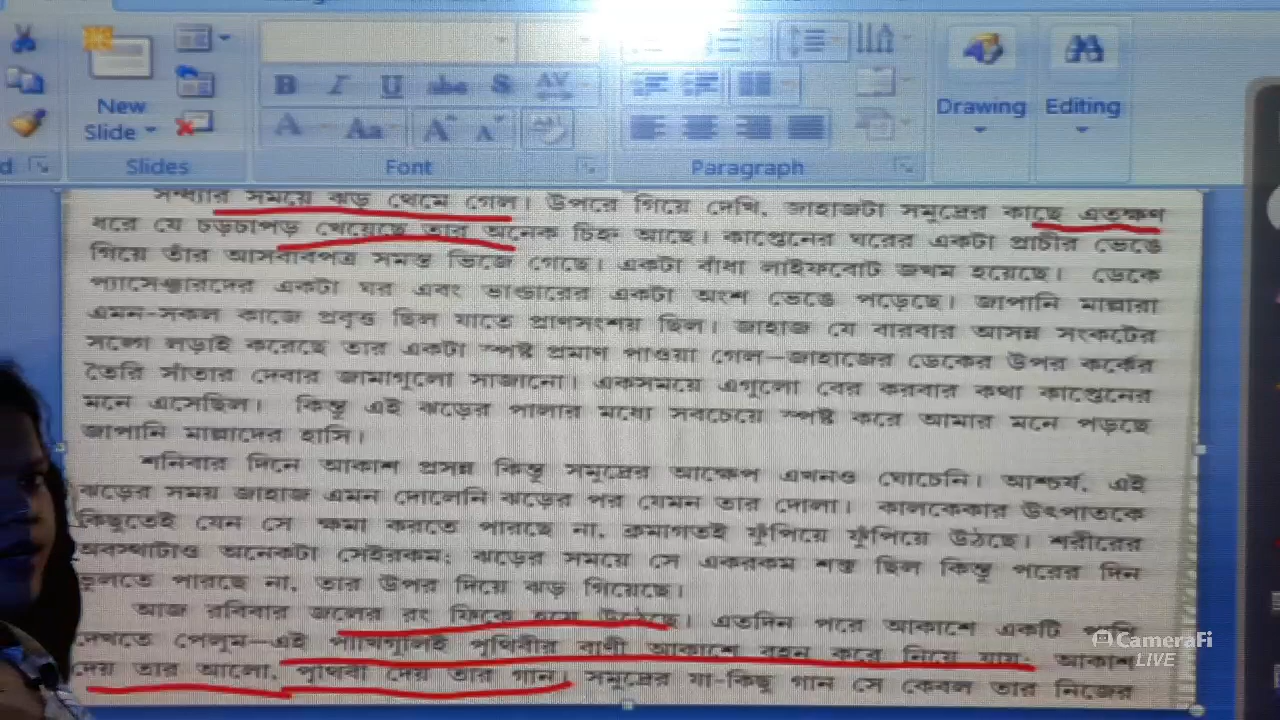 New
Slide
Slides
Font
Paragraph
Drawing
Editing
B I U abc S AV
A Aa A A
সন্ধ্যার সময়ে ঝড় থেমে গেল। উপরে গিয়ে দেখি, জাহাজটা সমুদ্রের কাছে এতক্ষণ
ধরে যে চড়চাপড় খেয়েছে তার অনেক চিহ্ন আছে। কাপ্তেনের ঘরের একটা প্রাচীর ভেঙে
গিয়ে তাঁর আসবাবপত্র সমস্ত ভিজে গেছে। একটা বাঁধা লাইফবোট জখম হয়েছে। ডেকে
প্যাসেঞ্জারদের একটা ঘর এবং ভাণ্ডারের একটা অংশ ভেঙে পড়েছে। জাপানি মাল্লারা
এমন-সকল কাজে প্রবৃত্ত ছিল যাতে প্রাণসংশয় ছিল। জাহাজ যে বারবার আসন্ন সংকটের
সঙ্গে লড়াই করেছে তার একটা স্পষ্ট প্রমাণ পাওয়া গেল—জাহাজের ডেকের উপর কর্কের
তৈরি সাঁতার দেবার জামাগুলো সাজানো। একসময়ে এগুলো বের করবার কথা কাপ্তেনের
মনে এসেছিল। কিন্তু এই ঝড়ের পালার মধ্যে সবচেয়ে স্পষ্ট করে আমার মনে পড়ছে
জাপানি মাল্লাদের হাসি।
শনিবার দিনে আকাশ প্রসন্ন কিন্তু সমুদ্রের আক্ষেপ এখনও ঘোচেনি। আশ্চর্য, এই
ঝড়ের সময় জাহাজ এমন দোলেনি ঝড়ের পর যেমন তার দোলা। কালকেকার উৎপাতকে
কিছুতেই যেন সে ক্ষমা করতে পারছে না, ক্রমাগতই ফুঁপিয়ে ফুঁপিয়ে উঠছে। শরীরের
অবস্থাটাও অনেকটা সেইরকম; ঝড়ের সময়ে সে একরকম শক্ত ছিল কিন্তু পরের দিন
ভুলতে পারছে না, তার উপর দিয়ে ঝড় গিয়েছে।
আজ রবিবার জলের রং ফিকে হয়ে উঠেছে। এতদিন পরে আকাশে একটি পাখি
দেখতে পেলুম—এই পাখিগুলিই পৃথিবীর বাণী আকাশে বহন করে নিয়ে যায়; আকাশ
দেয় তার আলো, পৃথিবী দেয় তার গান। সমুদ্রের যা-কিছু গান সে কেবল তার নিজের
CameraFi
LIVE